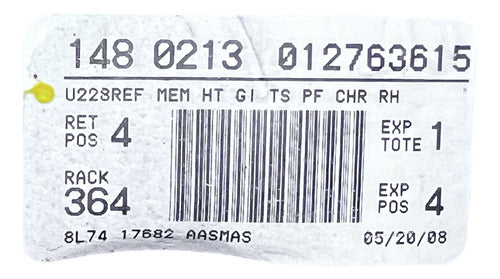 148 0213 012763615
U228REF MEM HT GI TS PF CHR RH
RET POS 4
EXP TOTE 1
RACK 364
EXP POS 4
8L74 17682 AASMAS 05/20/08